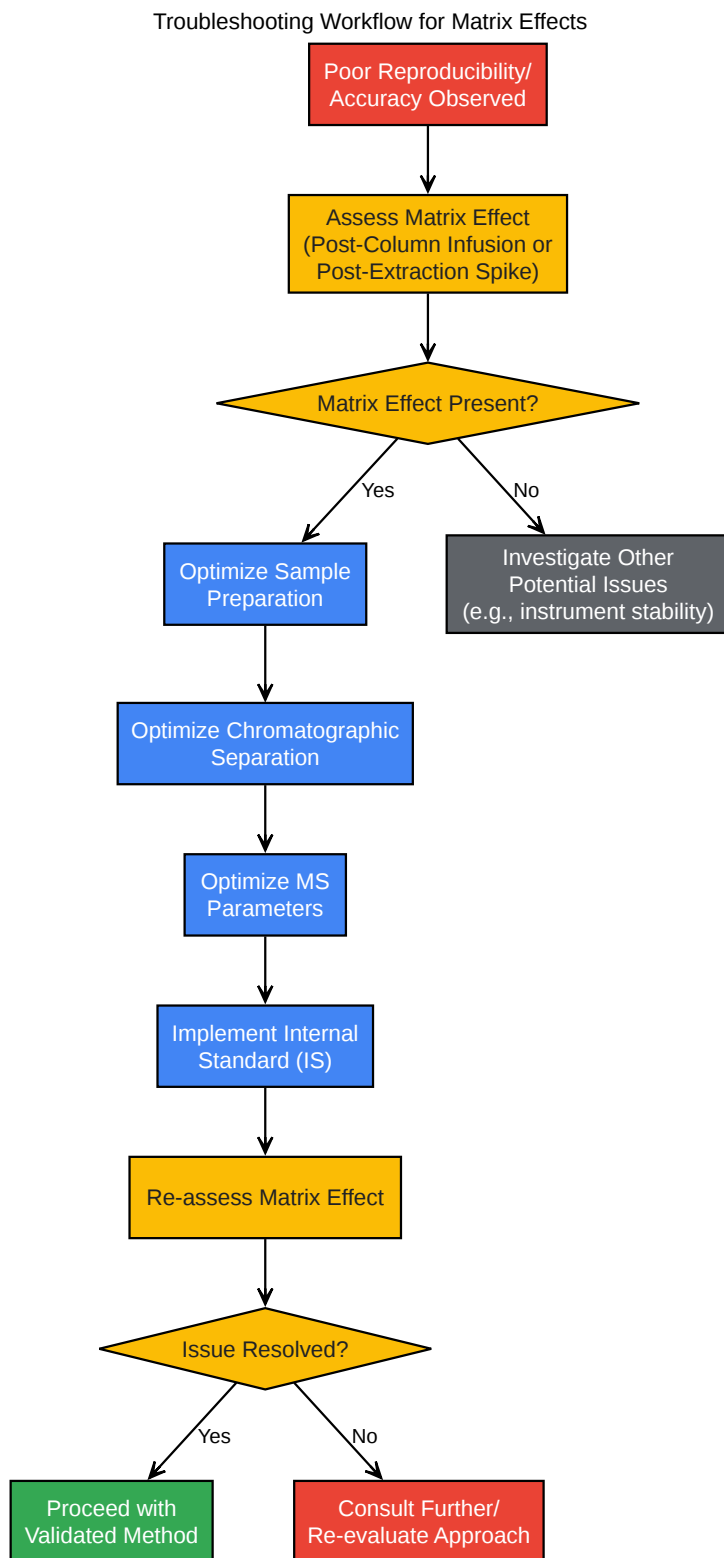 Troubleshooting Workflow for Matrix Effects
Poor Reproducibility/
Accuracy Observed
Assess Matrix Effect
(Post-Column Infusion or
Post-Extraction Spike)
Matrix Effect Present?
Yes
No
Optimize Sample
Preparation
Investigate Other
Potential Issues
(e.g., instrument stability)
Optimize Chromatographic
Separation
Optimize MS
Parameters
Implement Internal
Standard (IS)
Re-assess Matrix Effect
Issue Resolved?
Yes
No
Proceed with
Validated Method
Consult Further/
Re-evaluate Approach